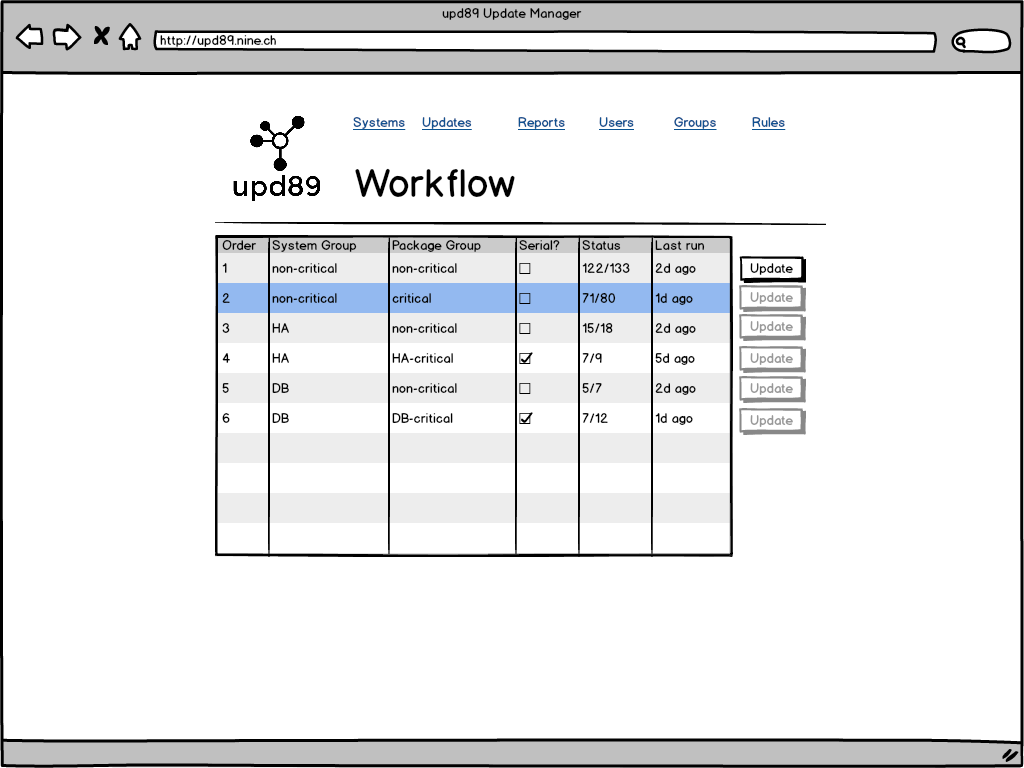 upd89 Update Manager
http://upd89.nine.ch
Systems Updates Reports Users Groups Rules
upd89
Workflow
Order System Group Package Group Serial? Status Last run
1 non-critical non-critical 122/133 2d ago Update
2 non-critical critical 71/80 1d ago Update
3 HA non-critical 15/18 2d ago Update
4 HA HA-critical 7/9 5d ago Update
5 DB non-critical 5/7 2d ago Update
6 DB DB-critical 7/12 1d ago Update